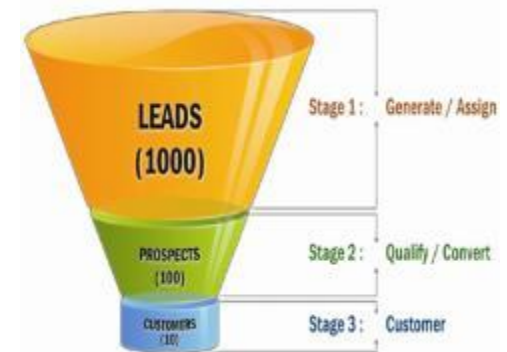 LEADS
(1000)
Stage 1 : Generate / Assign
PROSPECTS
(100)
Stage 2 : Qualify / Convert
CUSTOMERS
(10)
Stage 3 : Customer